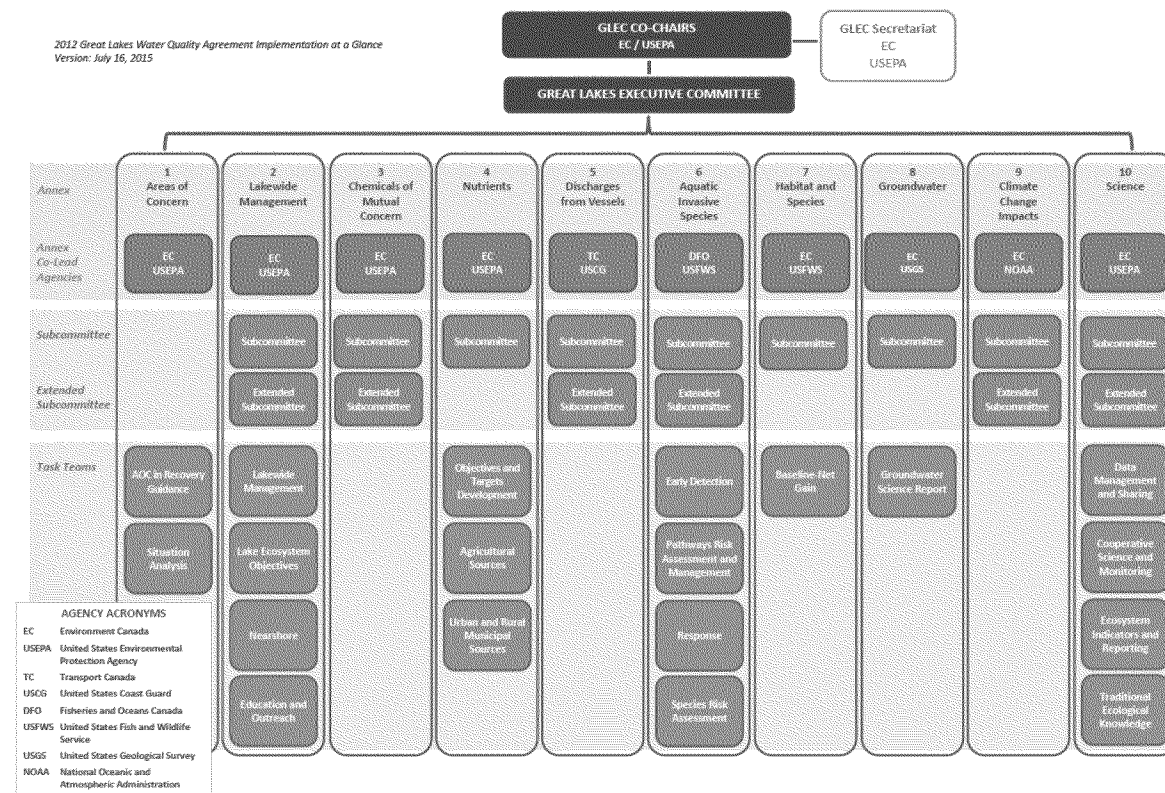 2012 Great Lakes Water Quality Agreement Implementation at a Glance
Version: July 16, 2015
GLEC CO-CHAIRS
EC / USEPA
GLEC Secretariat
EC
USEPA
GREAT LAKES EXECUTIVE COMMITTEE
Annex
1
Areas of
Concern
2
Lakewide
Management
3
Chemicals of
Mutual
Concern
4
Nutrients
5
Discharges
from Vessels
6
Aquatic
Invasive
Species
7
Habitat and
Species
8
Groundwater
9
Climate
Change
Impacts
10
Science
Annex
Co-Lead
Agencies
EC
USEPA
EC
USEPA
EC
USEPA
EC
USEPA
TC
USCG
DFO
USFWS
EC
USFWS
EC
USGS
EC
NOAA
EC
USEPA
Subcommittee
Subcommittee
Subcommittee
Subcommittee
Subcommittee
Subcommittee
Subcommittee
Subcommittee
Subcommittee
Subcommittee
Extended
Subcommittee
Extended
Subcommittee
Extended
Subcommittee
Extended
Subcommittee
Extended
Subcommittee
Extended
Subcommittee
Extended
Subcommittee
Task Teams
AOC in Recovery
Guidance
Situation
Analysis
Lakewide
Management
Lake Ecosystem
Objectives
Nearshore
Education and
Outreach
Objectives and
Targets
Development
Agricultural
Sources
Urban and Rural
Municipal
Sources
Early Detection
Pathways Risk
Assessment and
Management
Response
Species Risk
Assessment
Baseline-Net
Gain
Groundwater
Science Report
Data
Management
and Sharing
Cooperative
Science and
Monitoring
Ecosystem
Indicators and
Reporting
Traditional
Ecological
Knowledge
AGENCY ACRONYMS
EC Environment Canada
USEPA United States Environmental
Protection Agency
TC Transport Canada
USCG United States Coast Guard
DFO Fisheries and Oceans Canada
USFWS United States Fish and Wildlife
Service
USGS United States Geological Survey
NOAA National Oceanic and
Atmospheric Administration